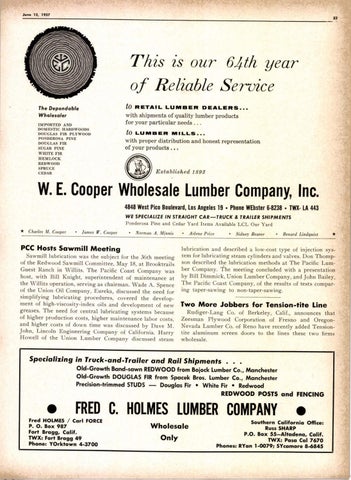 June 15, 1957
57
This is our 64th year
of Reliable Service
The Dependable
Wholesaler
IMPORTED AND
DOMESTIC HARDWOODS
DOUGLAS FIR PLYWOOD
PONDEROSA PINE
DOUGLAS FIR
SUGAR PINE
WHITE FIR
HEMLOCK
REDWOOD
SPRUCE
CEDAR
to RETAIL LUMBER DEALERS...
with shipments of quality lumber products
for your particular needs ...
to LUMBER MILLS...
with proper distribution and honest representation
of your products ...
Established 1893
W. E. Cooper Wholesale Lumber Company, Inc.
4848 West Pico Boulevard, Los Angeles 19 • Phone WEbster 6-8238 • TWX- LA 443
WE SPECIALIZE IN STRAIGHT CAR—TRUCK & TRAILER SHIPMENTS
Ponderosa Pine and Cedar Yard Items Available LCL Our Yard
• Charles M. Cooper • James W. Cooper • Norman A. Minnis • Arlene Price • Sidney Beaver • Benard Lindquist •
PCC Hosts Sawmill Meeting
Sawmill lubrication was the subject for the 36th meeting
of the Redwood Sawmill Committee, May 18, at Brooktrails
Guest Ranch in Willits. The Pacific Coast Company was
host, with Bill Knight, superintendent of maintenance at
the Willits operation, serving as chairman. Wade A. Spence
of the Union Oil Company, Eureka, discussed the need for
simplifying lubricating procedures, covered the develop-
ment of high-viscosity-index oils and development of new
greases. The need for central lubricating systems because
of higher production costs, higher maintenance labor costs,
and higher costs of down time was discussed by Dave M.
John, Lincoln Engineering Company of California. Harry
Howell of the Union Lumber Company discussed steam
lubrication and described a low-cost type of injection sys-
tem for lubricating steam cylinders and valves. Don Thomp-
son described the lubrication methods at The Pacific Lum-
ber Company. The meeting concluded with a presentation
by Bill Dimmick, Union Lumber Company, and John Bailey,
The Pacific Coast Company, of the results of tests compar-
ing taper-sawing to non-taper-sawing.
Two More Jobbers for Tension-tite Line
Rudiger-Lang Co. of Berkeley, Calif., announces that
Zeesman Plywood Corporation of Fresno and Oregon-
Nevada Lumber Co. of Reno have recently added Tension-
tite aluminum screen doors to the lines these two firms
wholesale.
Specializing in Truck-and-Trailer and Rail Shipments . . .
Old-Growth Band-sawn REDWOOD from Bojock Lumber Co., Manchester
Old-Growth DOUGLAS FIR from Spacek Bros. Lumber Co., Manchester
Precision-trimmed STUDS — Douglas Fir • White Fir • Redwood
REDWOOD POSTS and FENCING
● FRED C. HOLMES LUMBER COMPANY ●
Fred HOLMES / Carl FORCE
P. O. Box 987
Fort Bragg, Calif.
TWX: Fort Bragg 49
Phone: YOrktown 4-3700
Wholesale
Only
Southern California Office:
Russ SHARP
P.O. Box 55—Altadena, Calif.
TWX: Pasa Cal 7670
Phones: RYan 1-0079; SYcamore 8-6845